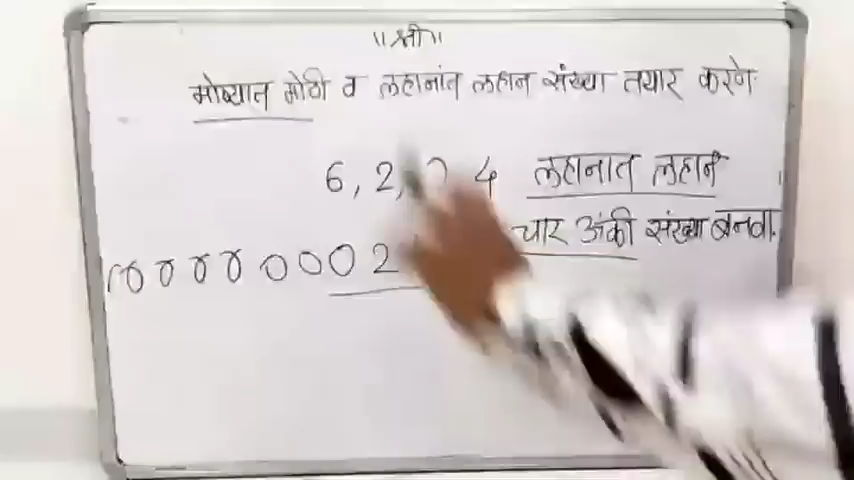 ॥ श्री ॥
मोठ्यात मोठी व लहानांत लहान संख्या तयार करणे.
6, 2, 0 4 लहानात लहान
चार अंकी संख्या बनवा.
0 0 0 0 0 0 0 0 2